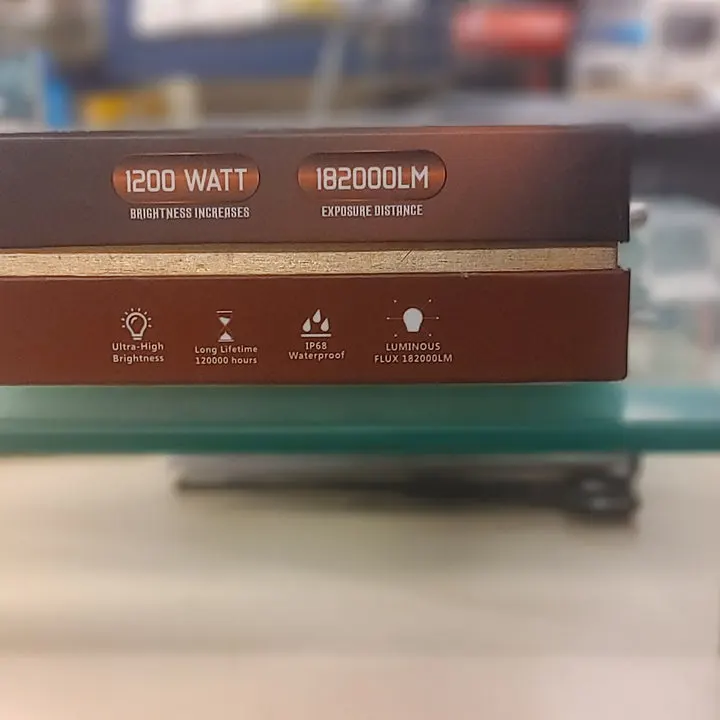 1200 WATT
BRIGHTNESS INCREASES
182000LM
EXPOSURE DISTANCE
Ultra-High
Brightness
Long Lifetime
120000 hours
IP68
Waterproof
LUMINOUS
FLUX 182000LM